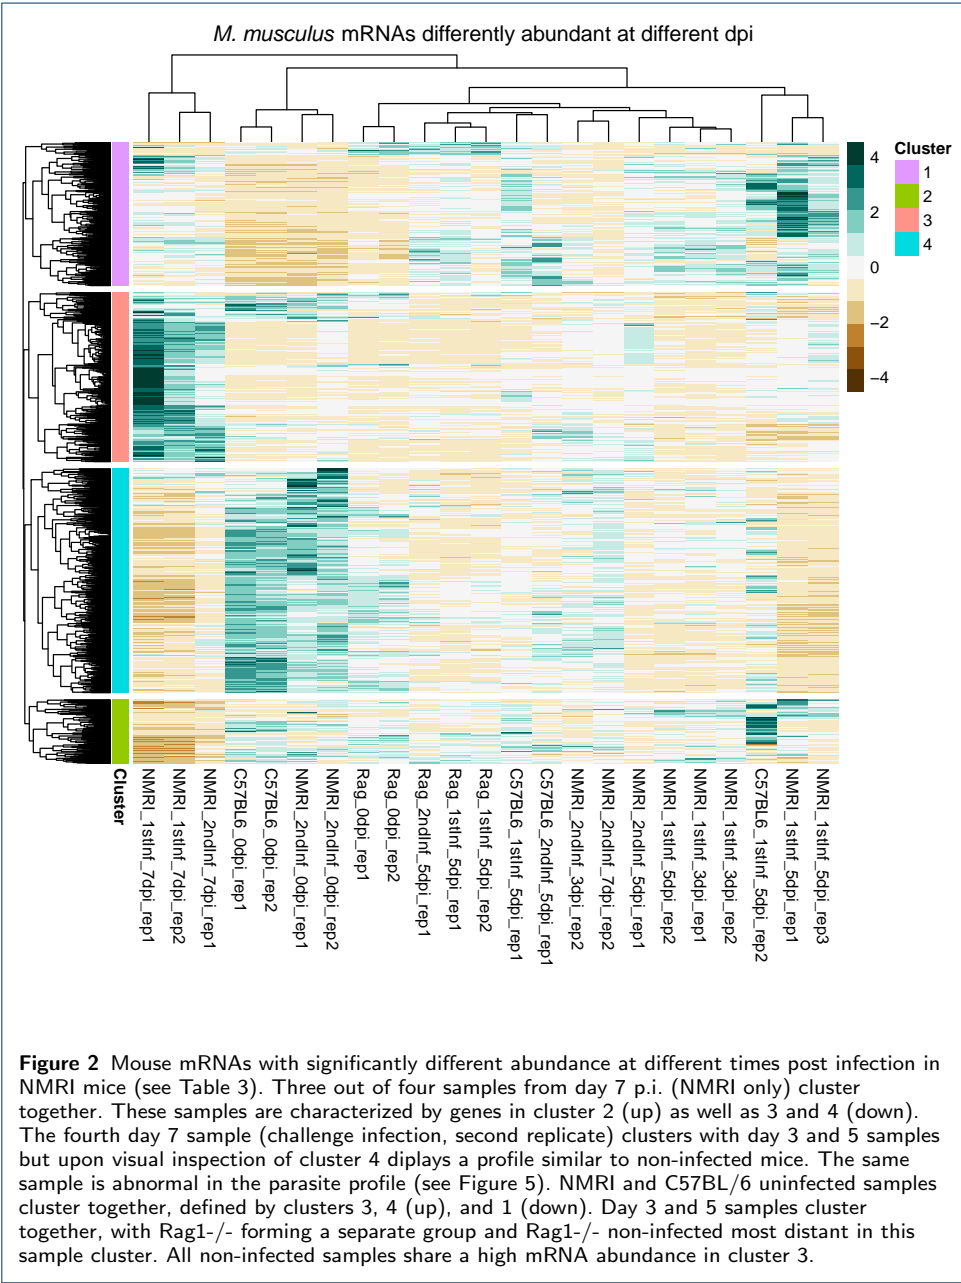 M. musculus mRNAs differently abundant at different dpi
4
2
0
−2
−4
Cluster
1
2
3
4
Cluster
NMRI_1stInf_7dpi_rep1
NMRI_1stInf_7dpi_rep2
NMRI_2ndInf_7dpi_rep1
C57BL6_0dpi_rep1
C57BL6_0dpi_rep2
NMRI_2ndInf_0dpi_rep1
NMRI_2ndInf_0dpi_rep2
Rag_0dpi_rep1
Rag_0dpi_rep2
Rag_2ndInf_5dpi_rep1
Rag_1stInf_5dpi_rep1
Rag_1stInf_5dpi_rep2
C57BL6_1stInf_5dpi_rep1
C57BL6_2ndInf_5dpi_rep1
NMRI_2ndInf_3dpi_rep2
NMRI_2ndInf_7dpi_rep2
NMRI_2ndInf_5dpi_rep1
NMRI_1stInf_5dpi_rep2
NMRI_1stInf_3dpi_rep1
NMRI_1stInf_3dpi_rep2
C57BL6_1stInf_5dpi_rep2
NMRI_1stInf_5dpi_rep1
NMRI_1stInf_5dpi_rep3
Figure 2 Mouse mRNAs with significantly different abundance at different times post infection in
NMRI mice (see Table 3). Three out of four samples from day 7 p.i. (NMRI only) cluster
together. These samples are characterized by genes in cluster 2 (up) as well as 3 and 4 (down).
The fourth day 7 sample (challenge infection, second replicate) clusters with day 3 and 5 samples
but upon visual inspection of cluster 4 diplays a profile similar to non-infected mice. The same
sample is abnormal in the parasite profile (see Figure 5). NMRI and C57BL/6 uninfected samples
cluster together, defined by clusters 3, 4 (up), and 1 (down). Day 3 and 5 samples cluster
together, with Rag1-/- forming a separate group and Rag1-/- non-infected most distant in this
sample cluster. All non-infected samples share a high mRNA abundance in cluster 3.